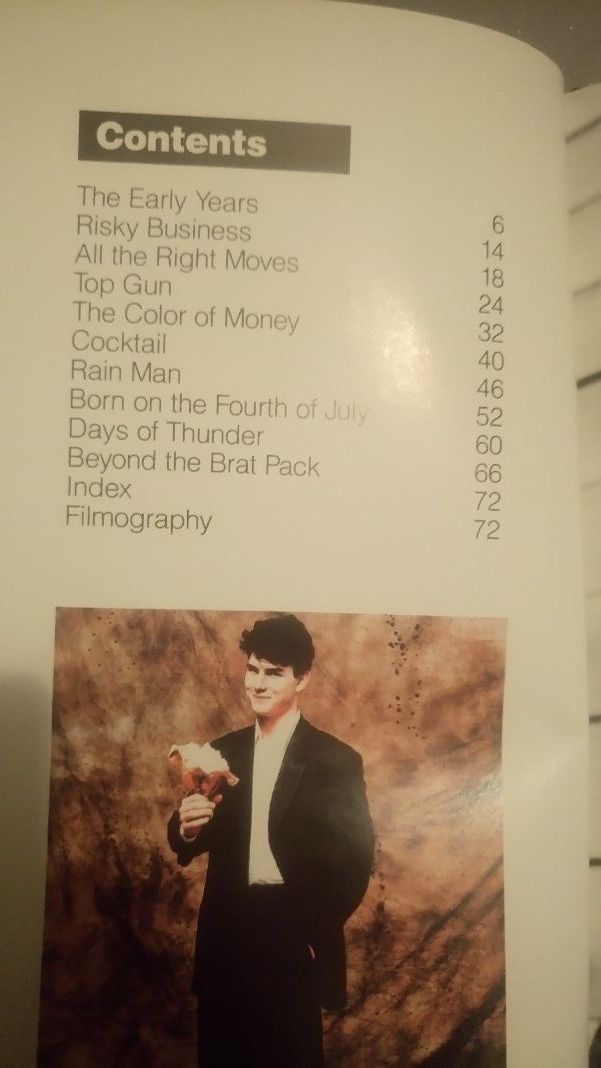 Contents
The Early Years 6
Risky Business 14
All the Right Moves 18
Top Gun 24
The Color of Money 32
Cocktail 40
Rain Man 46
Born on the Fourth of July 52
Days of Thunder 60
Beyond the Brat Pack 66
Index 72
Filmography 72